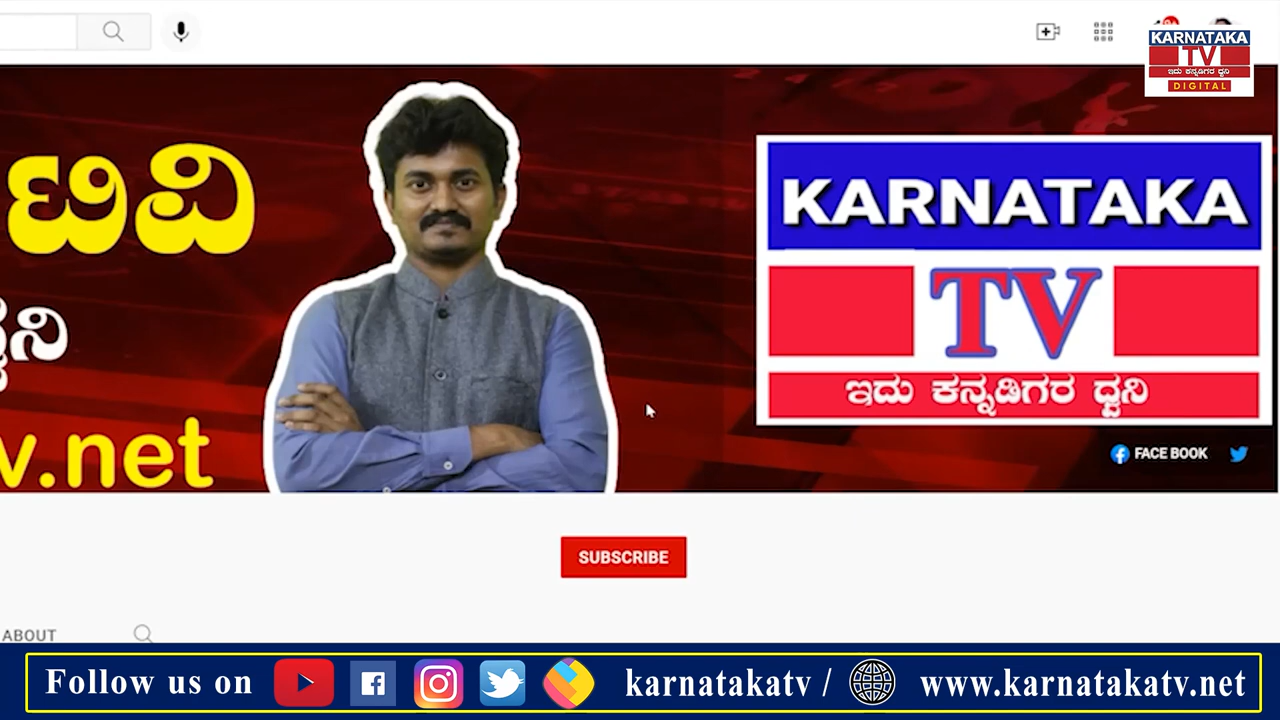 KARNATAKA
TV
ಇದು ಕನ್ನಡಿಗರ ಧ್ವನಿ
DIGITAL
ಟಿವಿ
ಧ್ವನಿ
v.net
KARNATAKA
TV
ಇದು ಕನ್ನಡಿಗರ ಧ್ವನಿ
FACE BOOK
SUBSCRIBE
ABOUT
Follow us on
karnatakatv /
www.karnatakatv.net